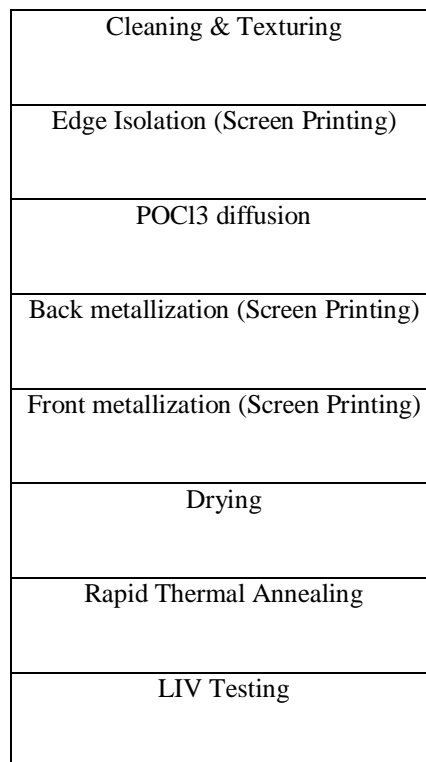 Cleaning & Texturing
Edge Isolation (Screen Printing)
POCl3 diffusion
Back metallization (Screen Printing)
Front metallization (Screen Printing)
Drying
Rapid Thermal Annealing
LIV Testing